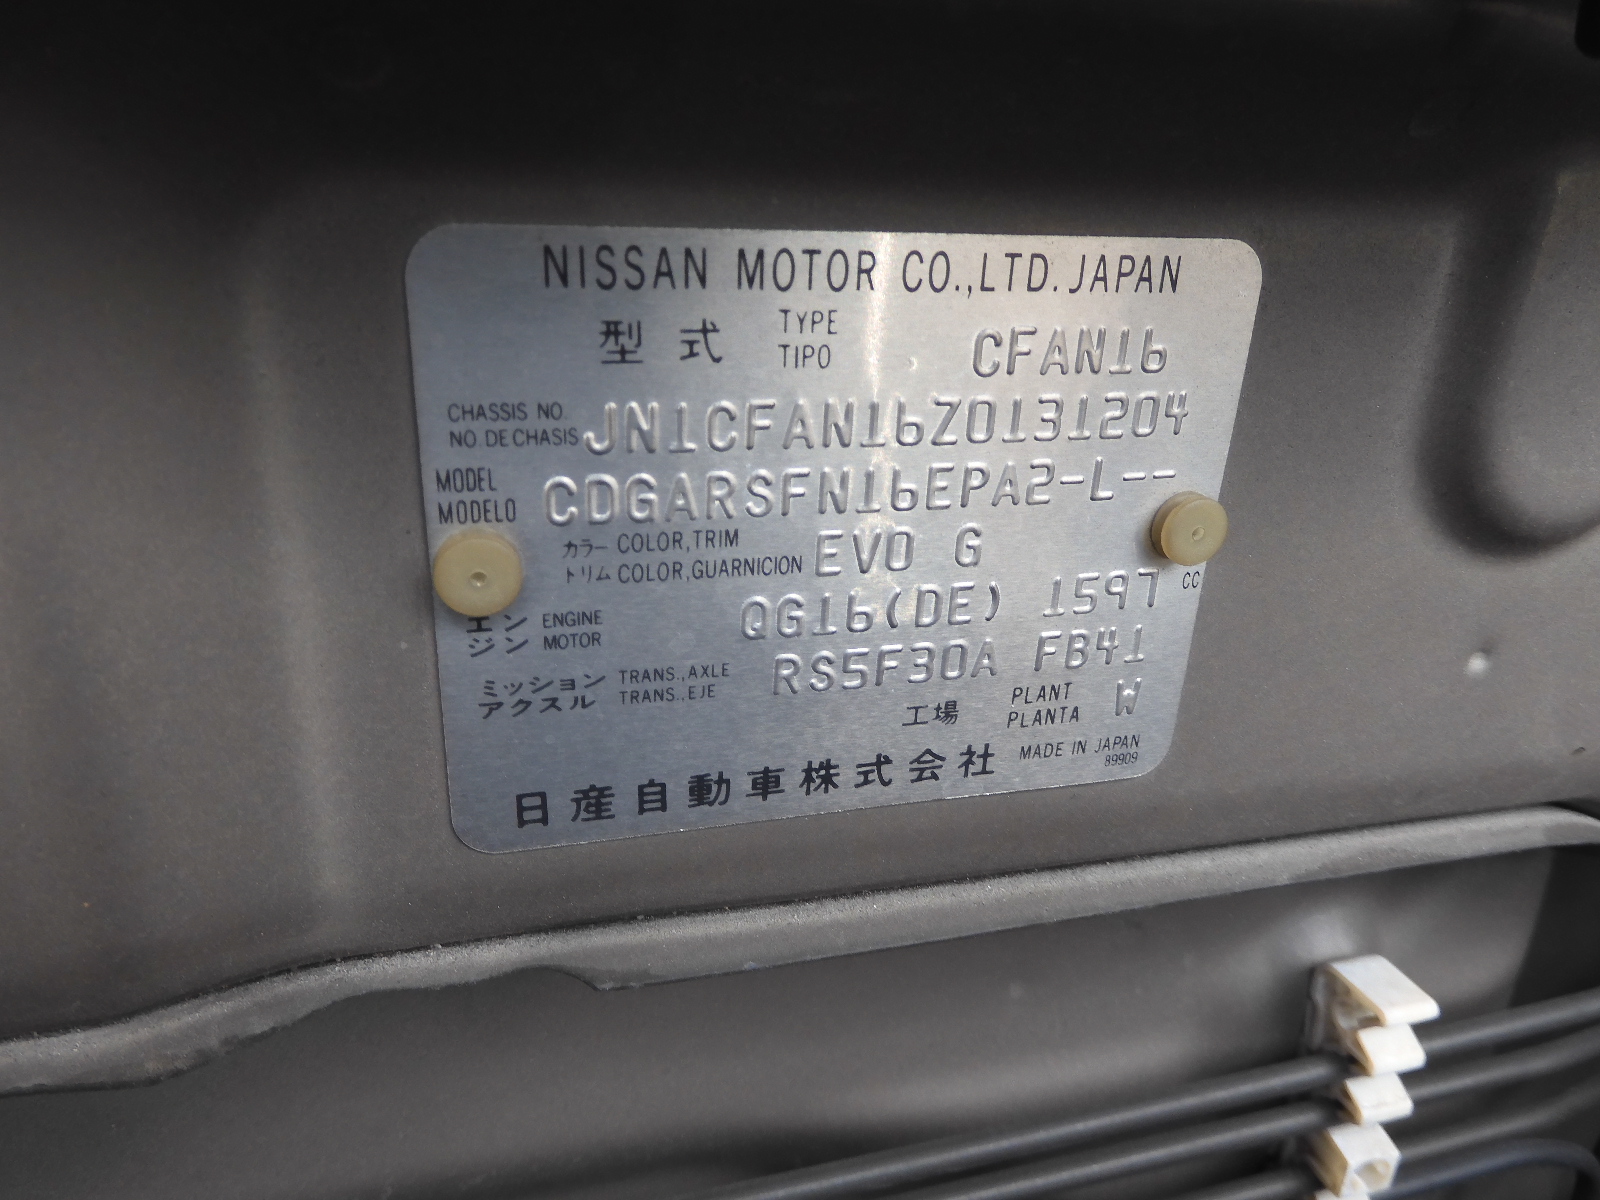 NISSAN MOTOR CO.,LTD. JAPAN
型式 TYPE TIPO CFAN16
CHASSIS NO. NO. DE CHASIS JN1CFAN16Z0131204
MODEL MODELO CDGARSFN16EPA2-L--
カラー COLOR,TRIM トリム COLOR,GUARNICION EV0 G
エンジン ENGINE MOTOR QG16(DE) 1597 CC
ミッション アクスル TRANS.,AXLE TRANS.,EJE RS5F30A FB41
工場 PLANT PLANTA W
日産自動車株式会社 MADE IN JAPAN
89909